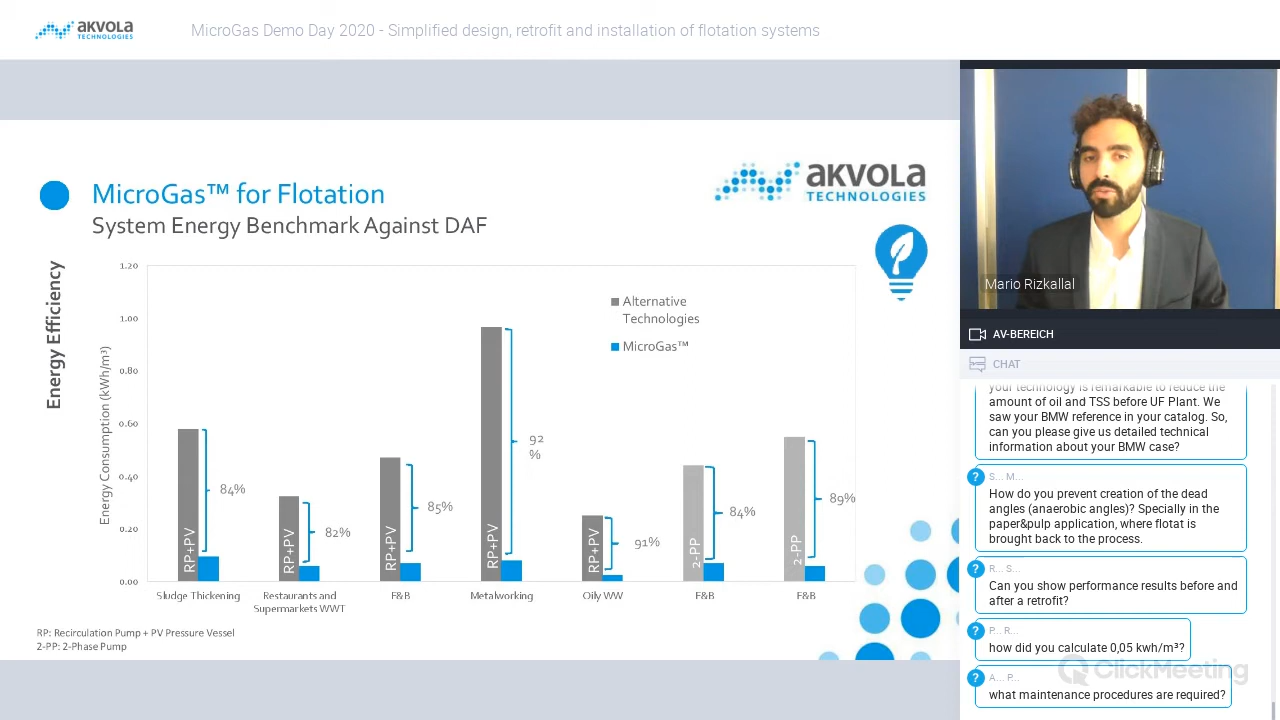 akvola
TECHNOLOGIES
MicroGas Demo Day 2020 - Simplified design, retrofit and installation of flotation systems
MicroGas™ for Flotation
System Energy Benchmark Against DAF
akvola
TECHNOLOGIES
Energy Efficiency
Energy Consumption (kWh/m³)
1.20
1.00
0.80
0.60
0.40
0.20
0.00
Alternative
Technologies
MicroGas™
84%
82%
85%
92
%
91%
84%
89%
RP+PV
RP+PV
RP+PV
RP+PV
RP+PV
2-PP
2-PP
Sludge Thickening
Restaurants and
Supermarkets WWT
F&B
Metalworking
Oily WW
F&B
F&B
RP: Recirculation Pump + PV Pressure Vessel
2-PP: 2-Phase Pump
Mario Rizkallal
AV-BEREICH
CHAT
your technology is remarkable to reduce the
amount of oil and TSS before UF Plant. We
saw your BMW reference in your catalog. So,
can you please give us detailed technical
information about your BMW case?
?
S... M...
How do you prevent creation of the dead
angles (anaerobic angles)? Specially in the
paper&pulp application, where flotat is
brought back to the process.
?
R... S...
Can you show performance results before and
after a retrofit?
?
P... R...
how did you calculate 0,05 kwh/m³?
ClickMeeting
?
A... P...
what maintenance procedures are required?